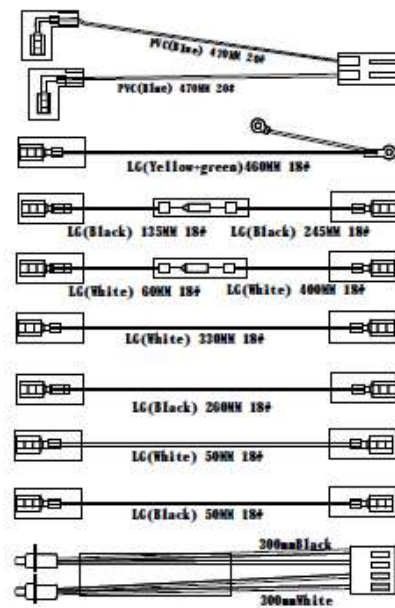 PVC(Blue) 470MM 20#
PVC(Blue) 470MM 20#
LG(Yellow-green)460MM 18#
LG(Black) 135MM 18# LG(Black) 245MM 18#
LG(White) 60MM 18# LG(White) 400MM 18#
LG(White) 330MM 18#
LG(Black) 260MM 18#
LG(White) 50MM 18#
LG(Black) 50MM 18#
300mmBlack
300mmWhite